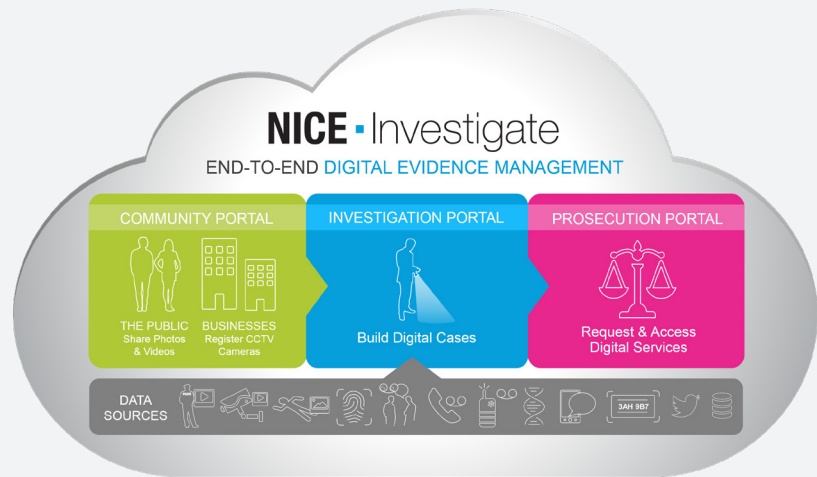 NICE ▪ Investigate
END-TO-END DIGITAL EVIDENCE MANAGEMENT
COMMUNITY PORTAL
THE PUBLIC
Share Photos
& Videos
BUSINESSES
Register CCTV
Cameras
INVESTIGATION PORTAL
Build Digital Cases
PROSECUTION PORTAL
Request & Access
Digital Services
DATA
SOURCES
3AH 9B7